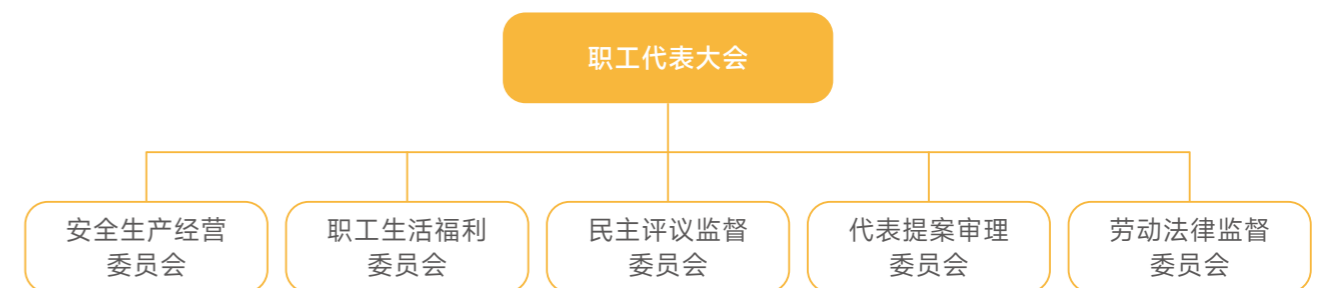 职工代表大会
安全生产经营
委员会
职工生活福利
委员会
民主评议监督
委员会
代表提案审理
委员会
劳动法律监督
委员会